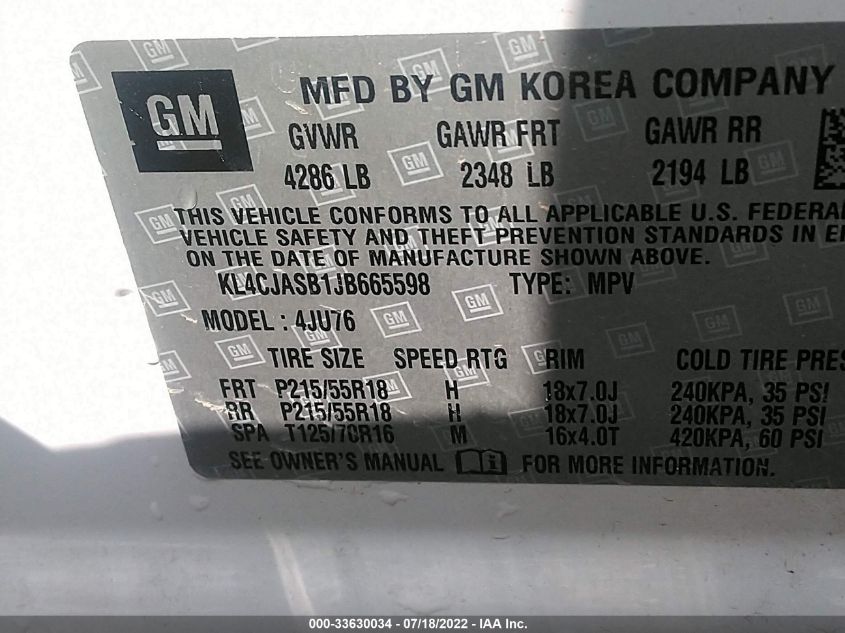 GM
MFD BY GM KOREA COMPANY
GVWR GAWR FRT GAWR RR
4286 LB 2348 LB 2194 LB
THIS VEHICLE CONFORMS TO ALL APPLICABLE U.S. FEDERAL
VEHICLE SAFETY AND THEFT PREVENTION STANDARDS IN
ON THE DATE OF MANUFACTURE SHOWN ABOVE.
KL4CJASB1JB665598 TYPE: MPV
MODEL : 4JU76
TIRE SIZE SPEED RTG RIM COLD TIRE PRES
FRT P215/55R18 H 18x7.0J 240KPA, 35 PSI
RR P215/55R18 H 18x7.0J 240KPA, 35 PSI
SPA T125/70R16 M 16x4.0T 420KPA, 60 PSI
SEE OWNER'S MANUAL FOR MORE INFORMATION.
000-33630034 - 07/18/2022 - IAA Inc.